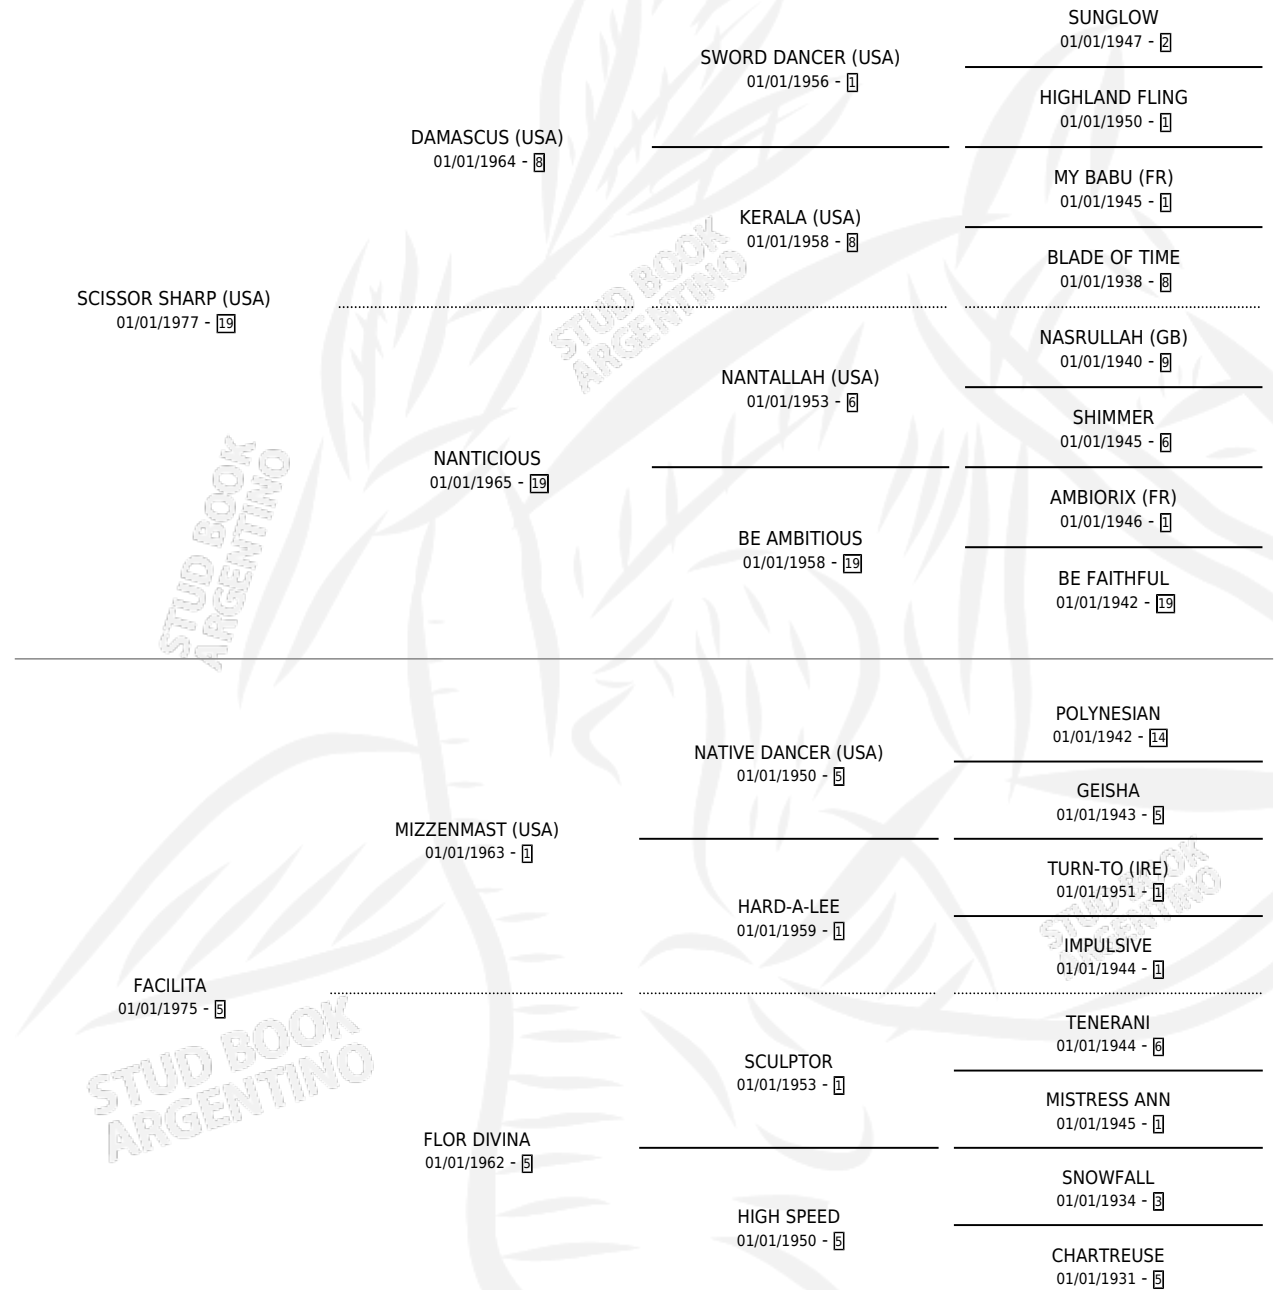 SCISSOR SHARP (USA)
01/01/1977 - 19
DAMASCUS (USA)
01/01/1964 - 8
SWORD DANCER (USA)
01/01/1956 - 1
SUNGLOW
01/01/1947 - 2
HIGHLAND FLING
01/01/1950 - 1
KERALA (USA)
01/01/1958 - 8
MY BABU (FR)
01/01/1945 - 1
BLADE OF TIME
01/01/1938 - 8
NANTICIOUS
01/01/1965 - 19
NANTALLAH (USA)
01/01/1953 - 6
NASRULLAH (GB)
01/01/1940 - 9
SHIMMER
01/01/1945 - 6
BE AMBITIOUS
01/01/1958 - 19
AMBIORIX (FR)
01/01/1946 - 1
BE FAITHFUL
01/01/1942 - 19
FACILITA
01/01/1975 - 5
MIZZENMAST (USA)
01/01/1963 - 1
NATIVE DANCER (USA)
01/01/1950 - 5
POLYNESIAN
01/01/1942 - 14
GEISHA
01/01/1943 - 5
HARD-A-LEE
01/01/1959 - 1
TURN-TO (IRE)
01/01/1951 - 1
IMPULSIVE
01/01/1944 - 1
FLOR DIVINA
01/01/1962 - 5
SCULPTOR
01/01/1953 - 1
TENERANI
01/01/1944 - 6
MISTRESS ANN
01/01/1945 - 1
HIGH SPEED
01/01/1950 - 5
SNOWFALL
01/01/1934 - 3
CHARTREUSE
01/01/1931 - 5
STUD BOOK
ARGENTINO
STUD BOOK
ARGENTINO
STUD BOOK
ARGENTINO
STUD BOOK
ARGENTINO